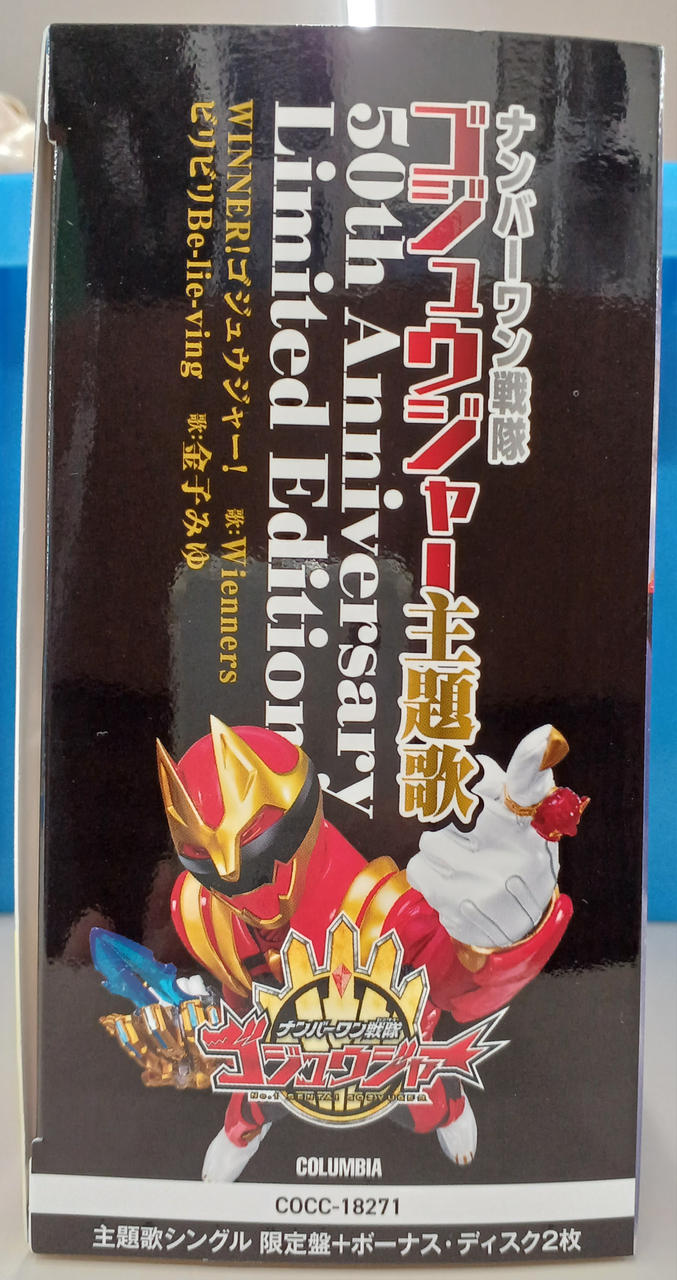 ナンバーワン戦隊
ゴジュウジャー主題歌
50th Anniversary
Limited Edition
WINNER!ゴジュウジャー! 歌:Wienners
ビリビリBe-lie-ving 歌:金子みゆ
ナンバーワン戦隊
ゴジュウジャー
No.1 SENTAI GOZYUGER
COLUMBIA
COCC-18271
主題歌シングル 限定盤+ボーナス・ディスク2枚